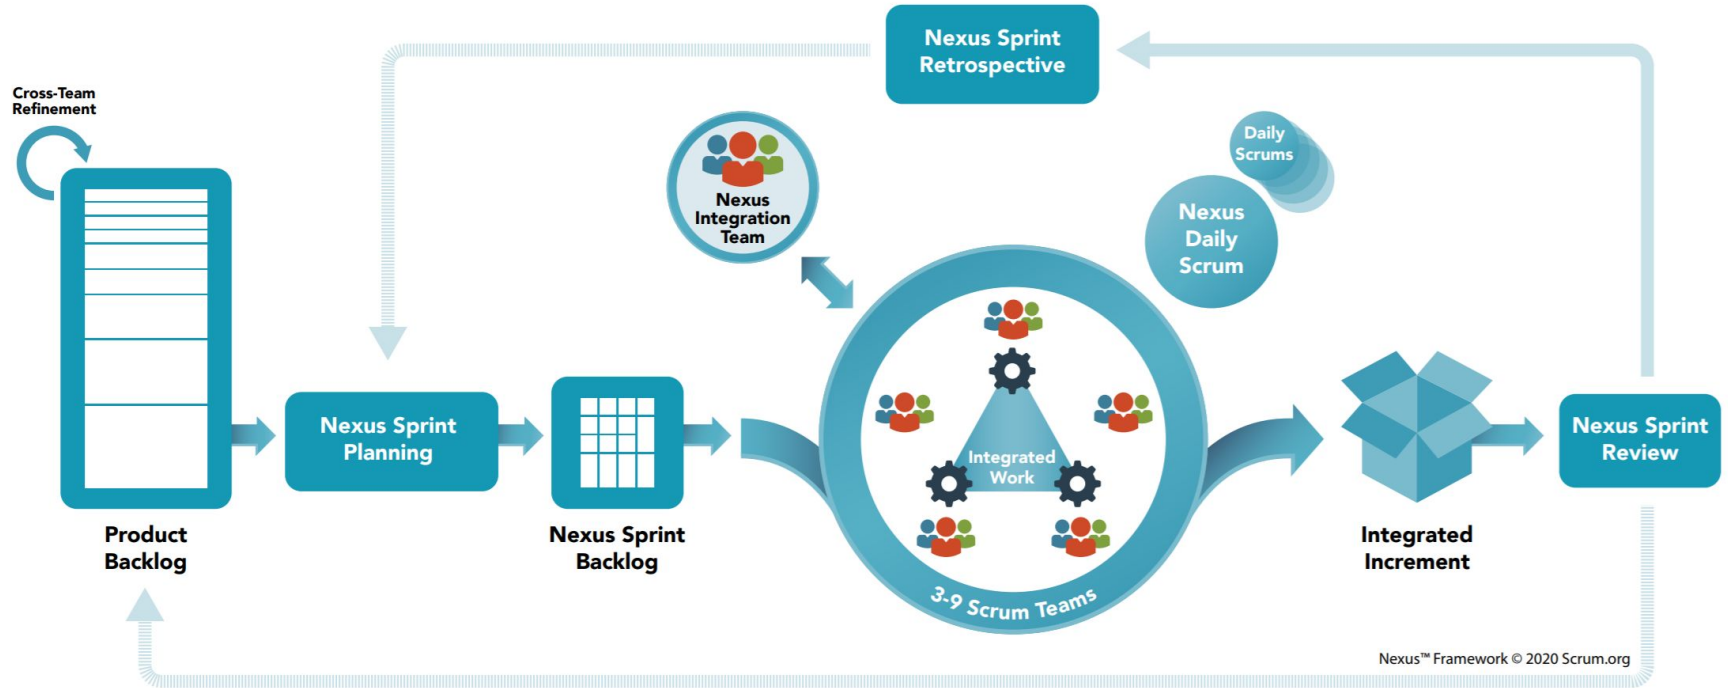 Nexus Sprint
Retrospective
Cross-Team
Refinement
Daily
Scrums
Nexus
Integration
Team
Nexus
Daily
Scrum
Nexus Sprint
Planning
Integrated
Work
Nexus Sprint
Review
Product
Backlog
Nexus Sprint
Backlog
Integrated
Increment
3-9 Scrum Teams
Nexus™ Framework © 2020 Scrum.org